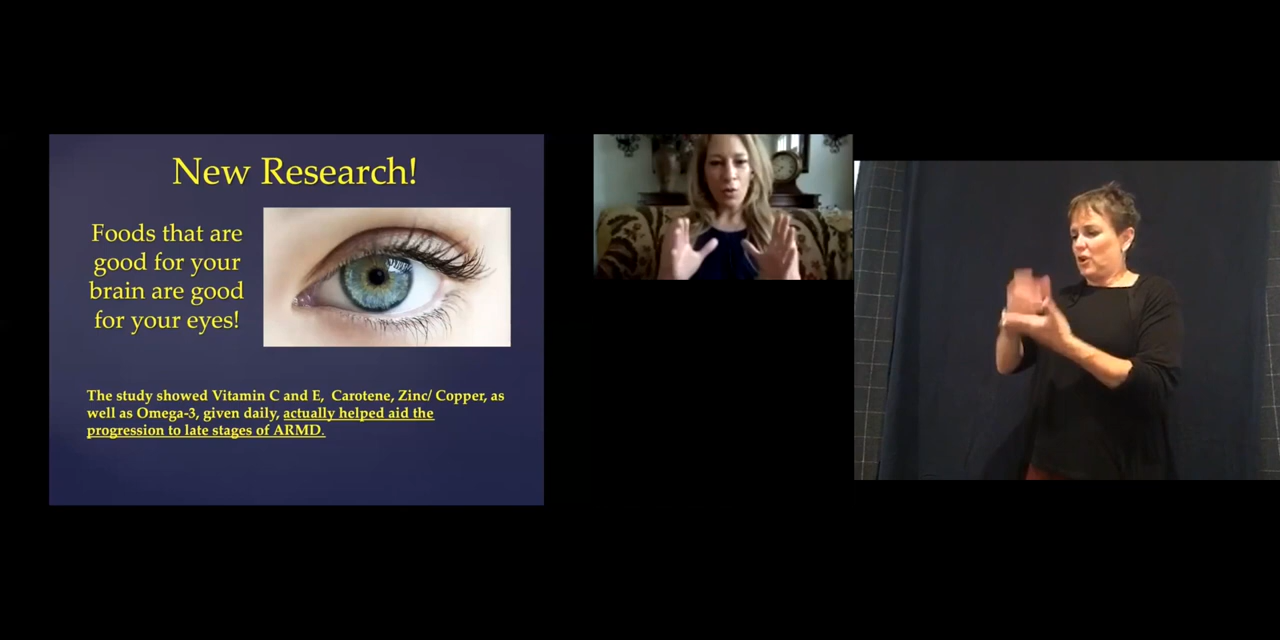 New Research!
Foods that are
good for your
brain are good
for your eyes!
The study showed Vitamin C and E, Carotene, Zinc/ Copper, as
well as Omega-3, given daily, actually helped aid the
progression to late stages of ARMD.